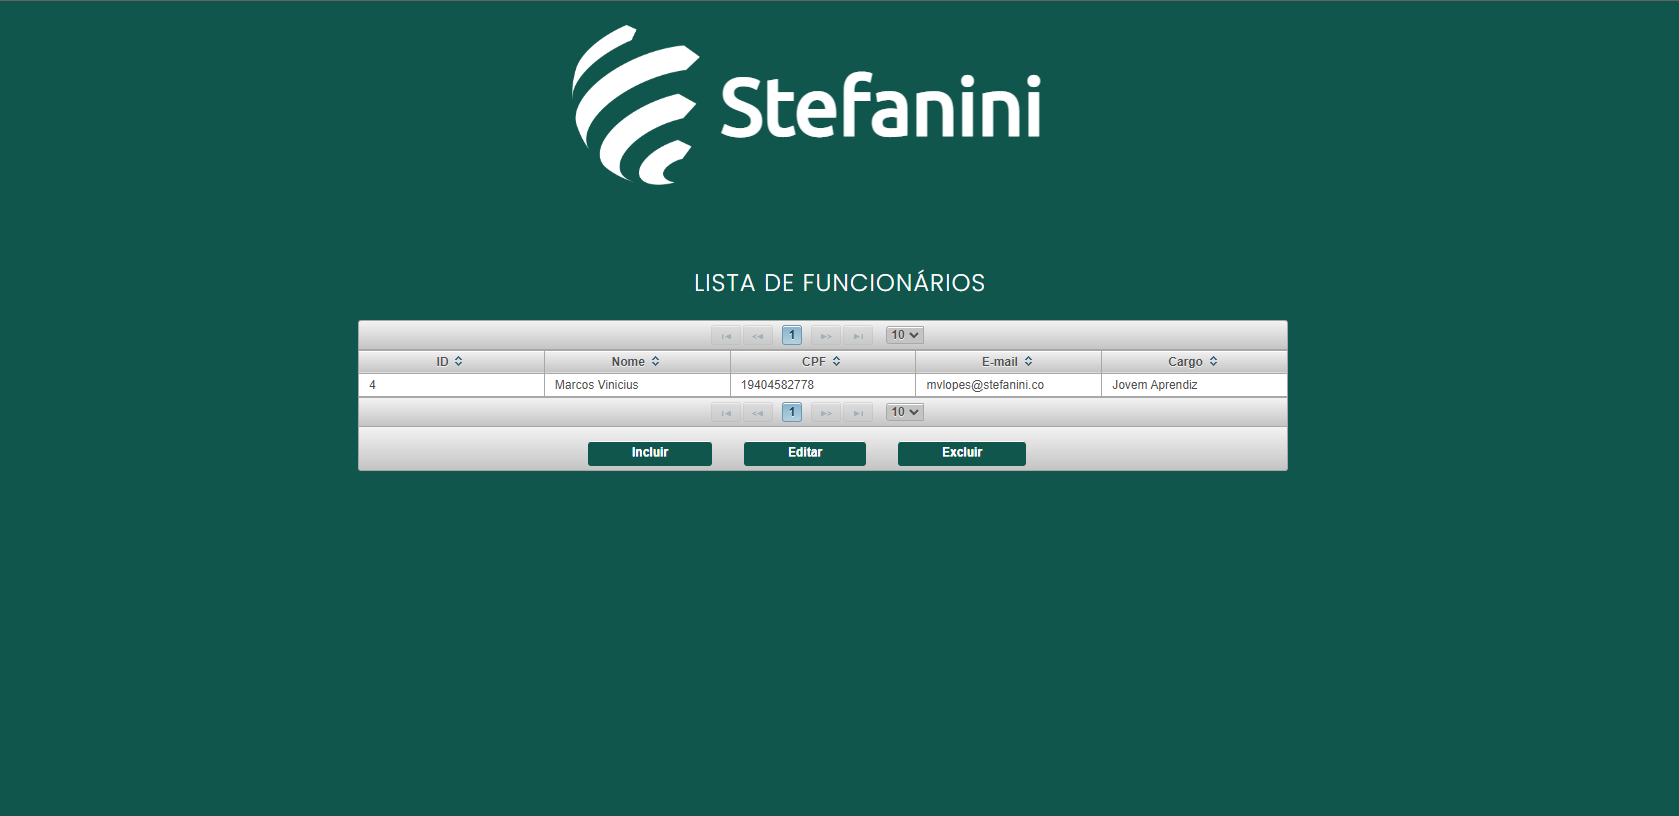 Stefanini
LISTA DE FUNCIONÁRIOS
1 10
ID Nome CPF E-mail Cargo
4 Marcos Vinicius 19404582778 mvlopes@stefanini.co Jovem Aprendiz
1 10
Incluir Editar Excluir